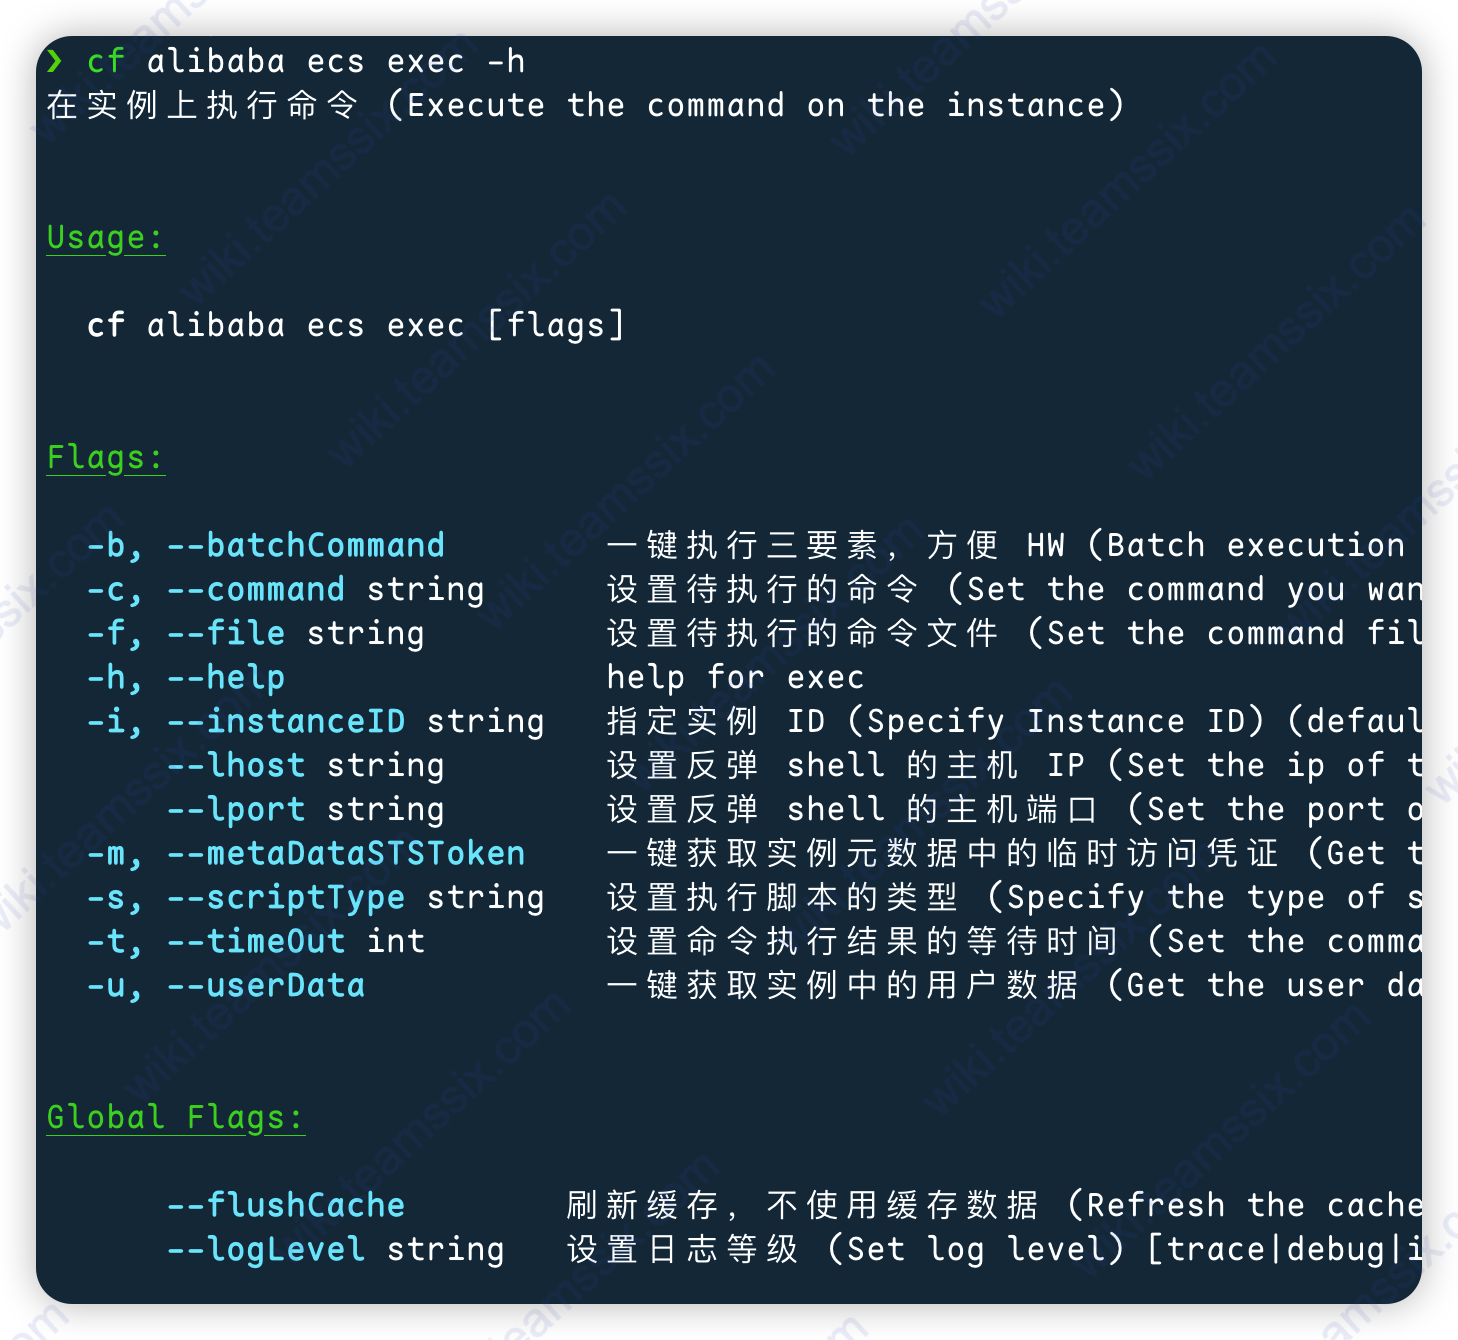 ❯ cf alibaba ecs exec -h
在实例上执行命令 (Execute the command on the instance)
Usage:
cf alibaba ecs exec [flags]
Flags:
-b, --batchCommand 一键执行三要素，方便 HW (Batch execution
-c, --command string 设置待执行的命令 (Set the command you wan
-f, --file string 设置待执行的命令文件 (Set the command fil
-h, --help help for exec
-i, --instanceID string 指定实例 ID (Specify Instance ID) (defaul
--lhost string 设置反弹 shell 的主机 IP (Set the ip of t
--lport string 设置反弹 shell 的主机端口 (Set the port o
-m, --metaDataSTSToken 一键获取实例元数据中的临时访问凭证 (Get t
-s, --scriptType string 设置执行脚本的类型 (Specify the type of s
-t, --timeOut int 设置命令执行结果的等待时间 (Set the comma
-u, --userData 一键获取实例中的用户数据 (Get the user da
Global Flags:
--flushCache 刷新缓存，不使用缓存数据 (Refresh the cache
--logLevel string 设置日志等级 (Set log level) [trace|debug|i
wiki.teamssix.com